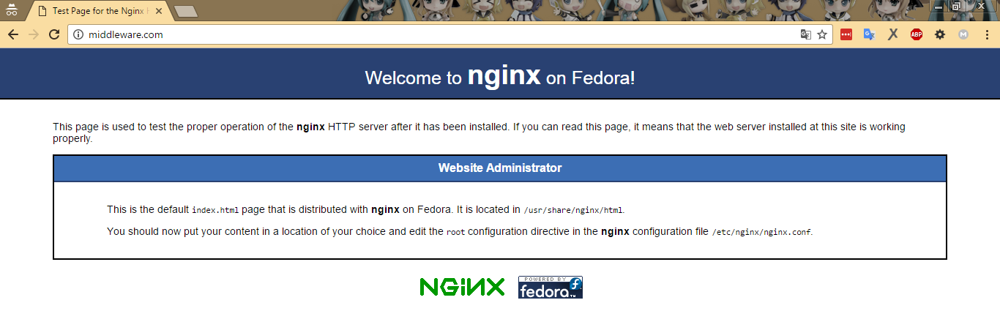 Test Page for the Nginx
middleware.com
ABP
M
Welcome to nginx on Fedora!
This page is used to test the proper operation of the nginx HTTP server after it has been installed. If you can read this page, it means that the web server installed at this site is working
properly.
Website Administrator
This is the default index.html page that is distributed with nginx on Fedora. It is located in /usr/share/nginx/html.
You should now put your content in a location of your choice and edit the root configuration directive in the nginx configuration file /etc/nginx/nginx.conf.
NGiNX
POWERED BY
fedora™